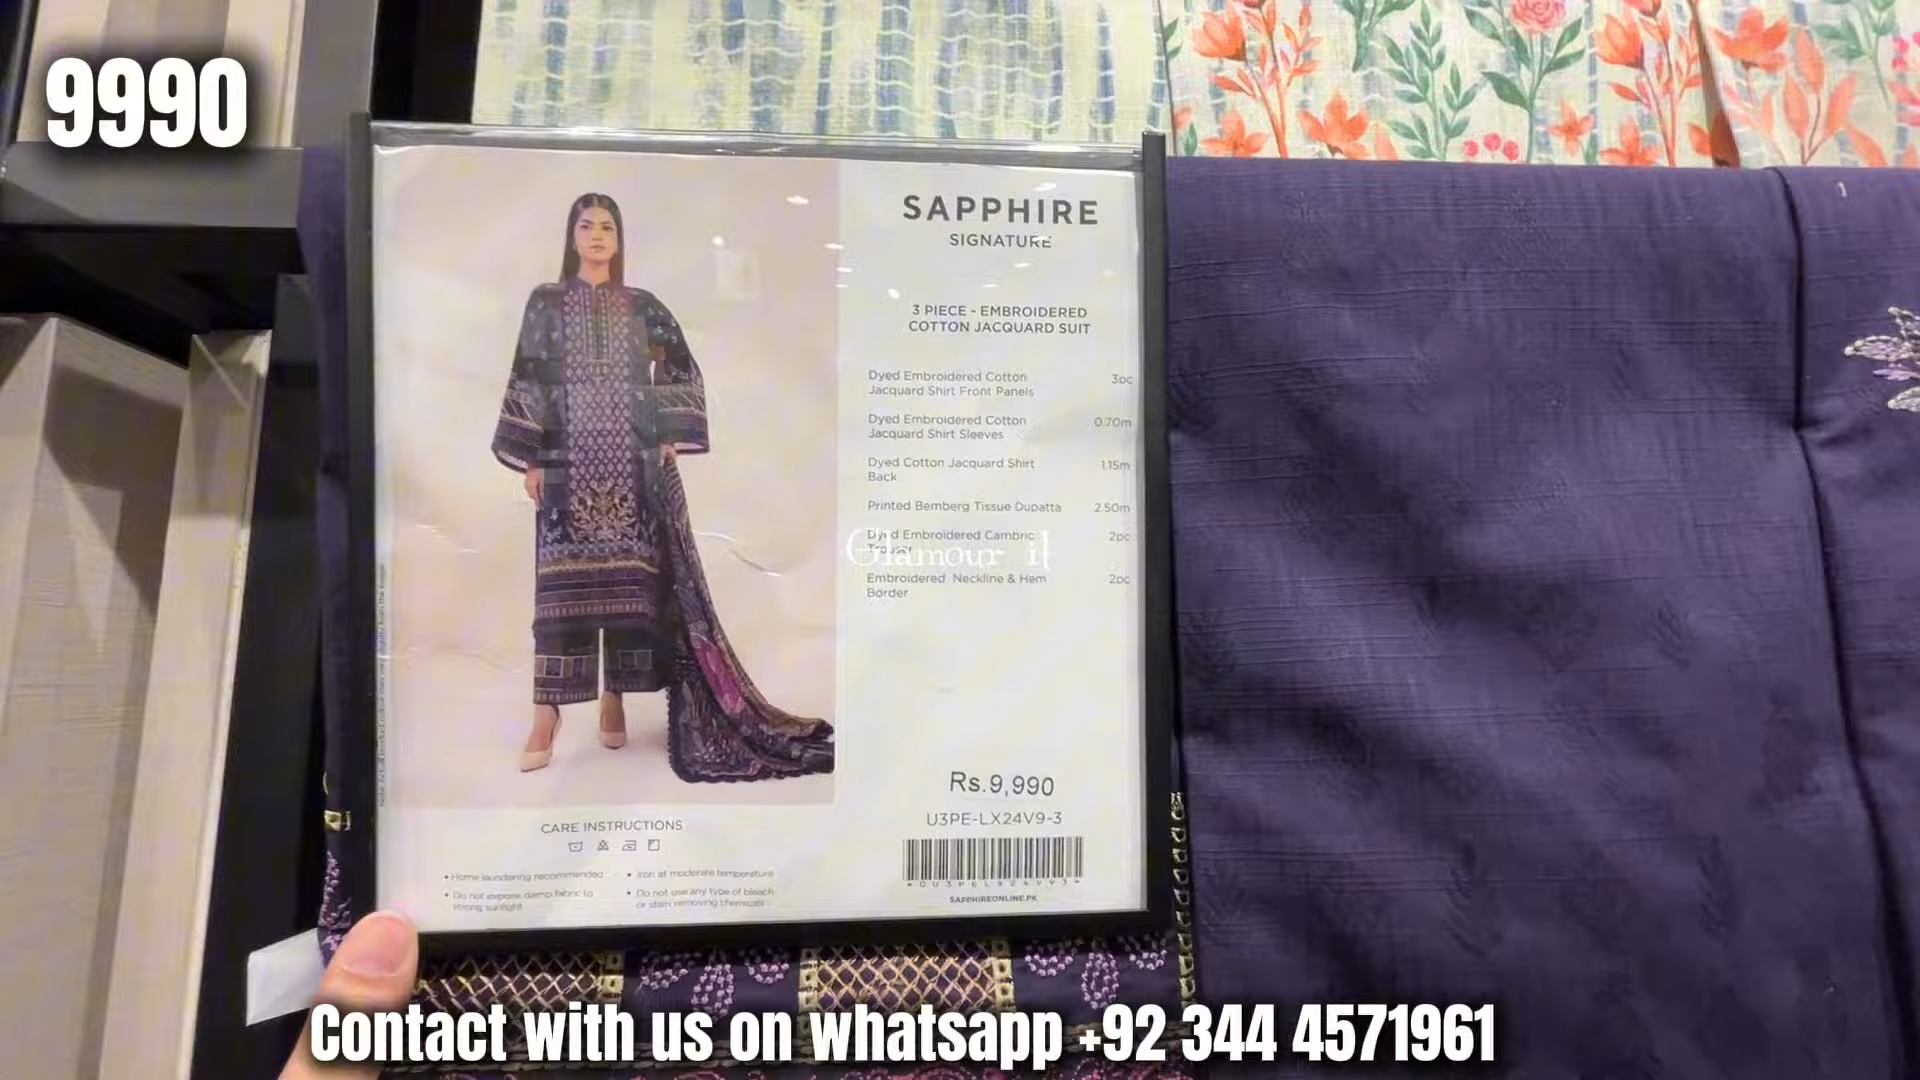 9990
SAPPHIRE
SIGNATURE
3 PIECE - EMBROIDERED
COTTON JACQUARD SUIT
Dyed Embroidered Cotton 3pc
Jacquard Shirt Front Panels
Dyed Embroidered Cotton 0.70m
Jacquard Shirt Sleeves
Dyed Cotton Jacquard Shirt 1.15m
Back
Printed Bemberg Tissue Dupatta 2.50m
Dyed Embroidered Cambric 2pc
Trouser
Glamour it
Embroidered Neckline & Hem 2pc
Border
Rs.9,990
U3PE-LX24V9-3
SAPPHIREONLINE.PK
CARE INSTRUCTIONS
• Home laundering recommended
• Do not expose damp fabric to
strong sunlight
• Iron at moderate temperature
• Do not use any type of bleach
or stain removing chemicals
Contact with us on whatsapp +92 344 4571961